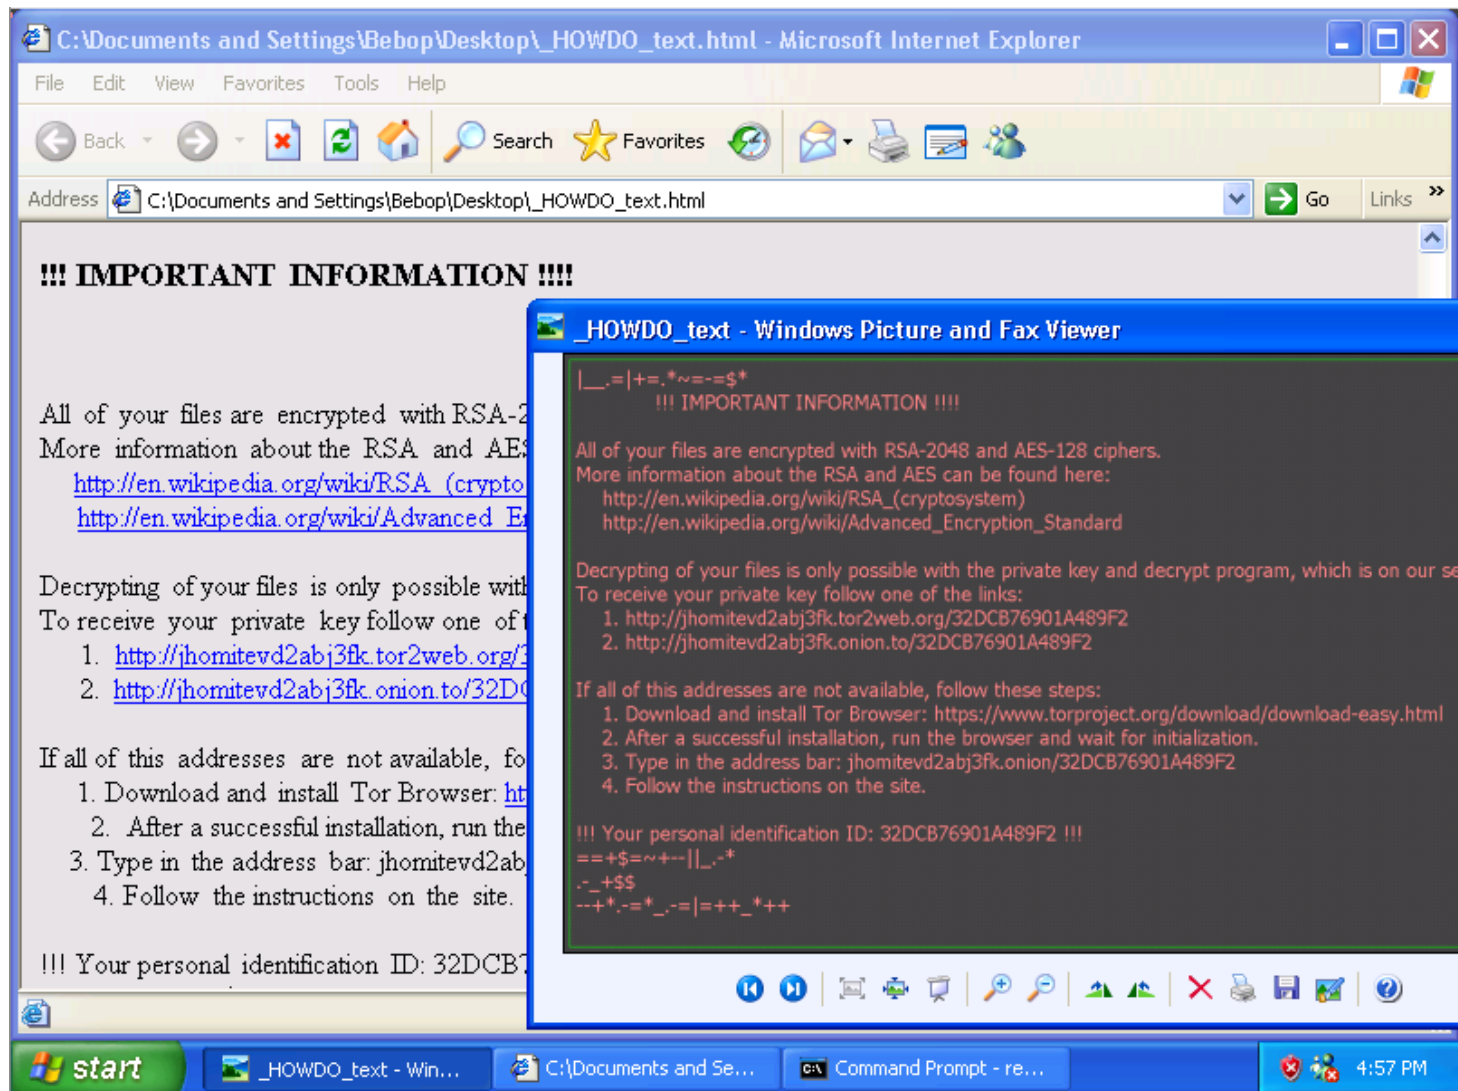 C:\Documents and Settings\Bebop\Desktop\_HOWDO_text.html - Microsoft Internet Explorer
File Edit View Favorites Tools Help
Back Search Favorites
Address C:\Documents and Settings\Bebop\Desktop\_HOWDO_text.html Go Links »
!!! IMPORTANT INFORMATION !!!!
All of your files are encrypted with RSA-2
More information about the RSA and AES
http://en.wikipedia.org/wiki/RSA_(crypto
http://en.wikipedia.org/wiki/Advanced_En
Decrypting of your files is only possible with
To receive your private key follow one of t
1. http://jhomitevd2abj3fk.tor2web.org/3
2. http://jhomitevd2abj3fk.onion.to/32DC
If all of this addresses are not available, fo
1. Download and install Tor Browser: ht
2. After a successful installation, run the
3. Type in the address bar: jhomitevd2ab
4. Follow the instructions on the site.
!!! Your personal identification ID: 32DCB7
_HOWDO_text - Windows Picture and Fax Viewer
|__.=|+=.*~=-=$*
!!! IMPORTANT INFORMATION !!!!
All of your files are encrypted with RSA-2048 and AES-128 ciphers.
More information about the RSA and AES can be found here:
http://en.wikipedia.org/wiki/RSA_(cryptosystem)
http://en.wikipedia.org/wiki/Advanced_Encryption_Standard
Decrypting of your files is only possible with the private key and decrypt program, which is on our se
To receive your private key follow one of the links:
1. http://jhomitevd2abj3fk.tor2web.org/32DCB76901A489F2
2. http://jhomitevd2abj3fk.onion.to/32DCB76901A489F2
If all of this addresses are not available, follow these steps:
1. Download and install Tor Browser: https://www.torproject.org/download/download-easy.html
2. After a successful installation, run the browser and wait for initialization.
3. Type in the address bar: jhomitevd2abj3fk.onion/32DCB76901A489F2
4. Follow the instructions on the site.
!!! Your personal identification ID: 32DCB76901A489F2 !!!
==+$=~+--||_.-*
.-_+$$
--+*.-=*_.-=|=++_*++
start _HOWDO_text - Win... C:\Documents and Se... Command Prompt - re... 4:57 PM